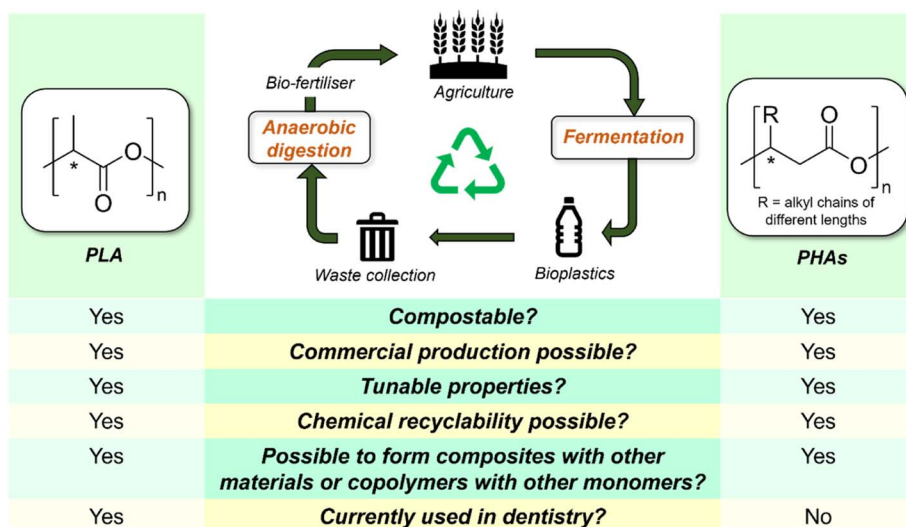 Bio-fertiliser
Agriculture
Anaerobic
digestion
Fermentation
R
O
O
*
O
n
R = alkyl chains of
different lengths
O
*
O
n
PLA
Waste collection
Bioplastics
PHAs
Yes Compostable? Yes
Yes Commercial production possible? Yes
Yes Tunable properties? Yes
Yes Chemical recyclability possible? Yes
Yes Possible to form composites with other Yes
materials or copolymers with other monomers?
Yes Currently used in dentistry? No